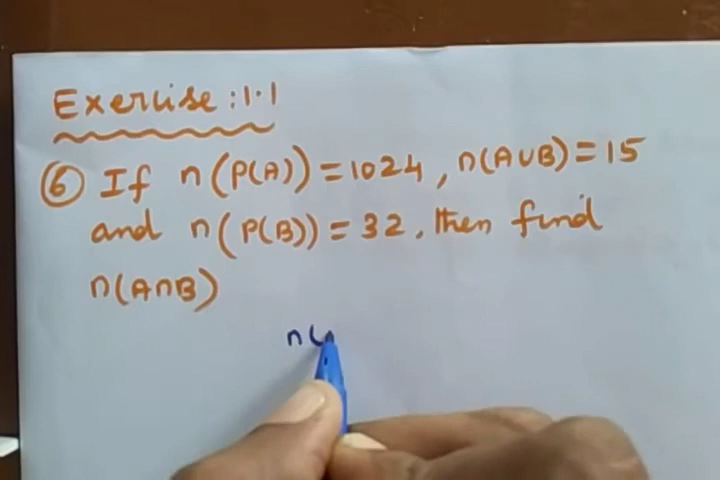 Exercise : 1.1
⑥ If n(P(A)) = 1024, n(A∪B) = 15
and n(P(B)) = 32, then find
n(A∩B)
n(